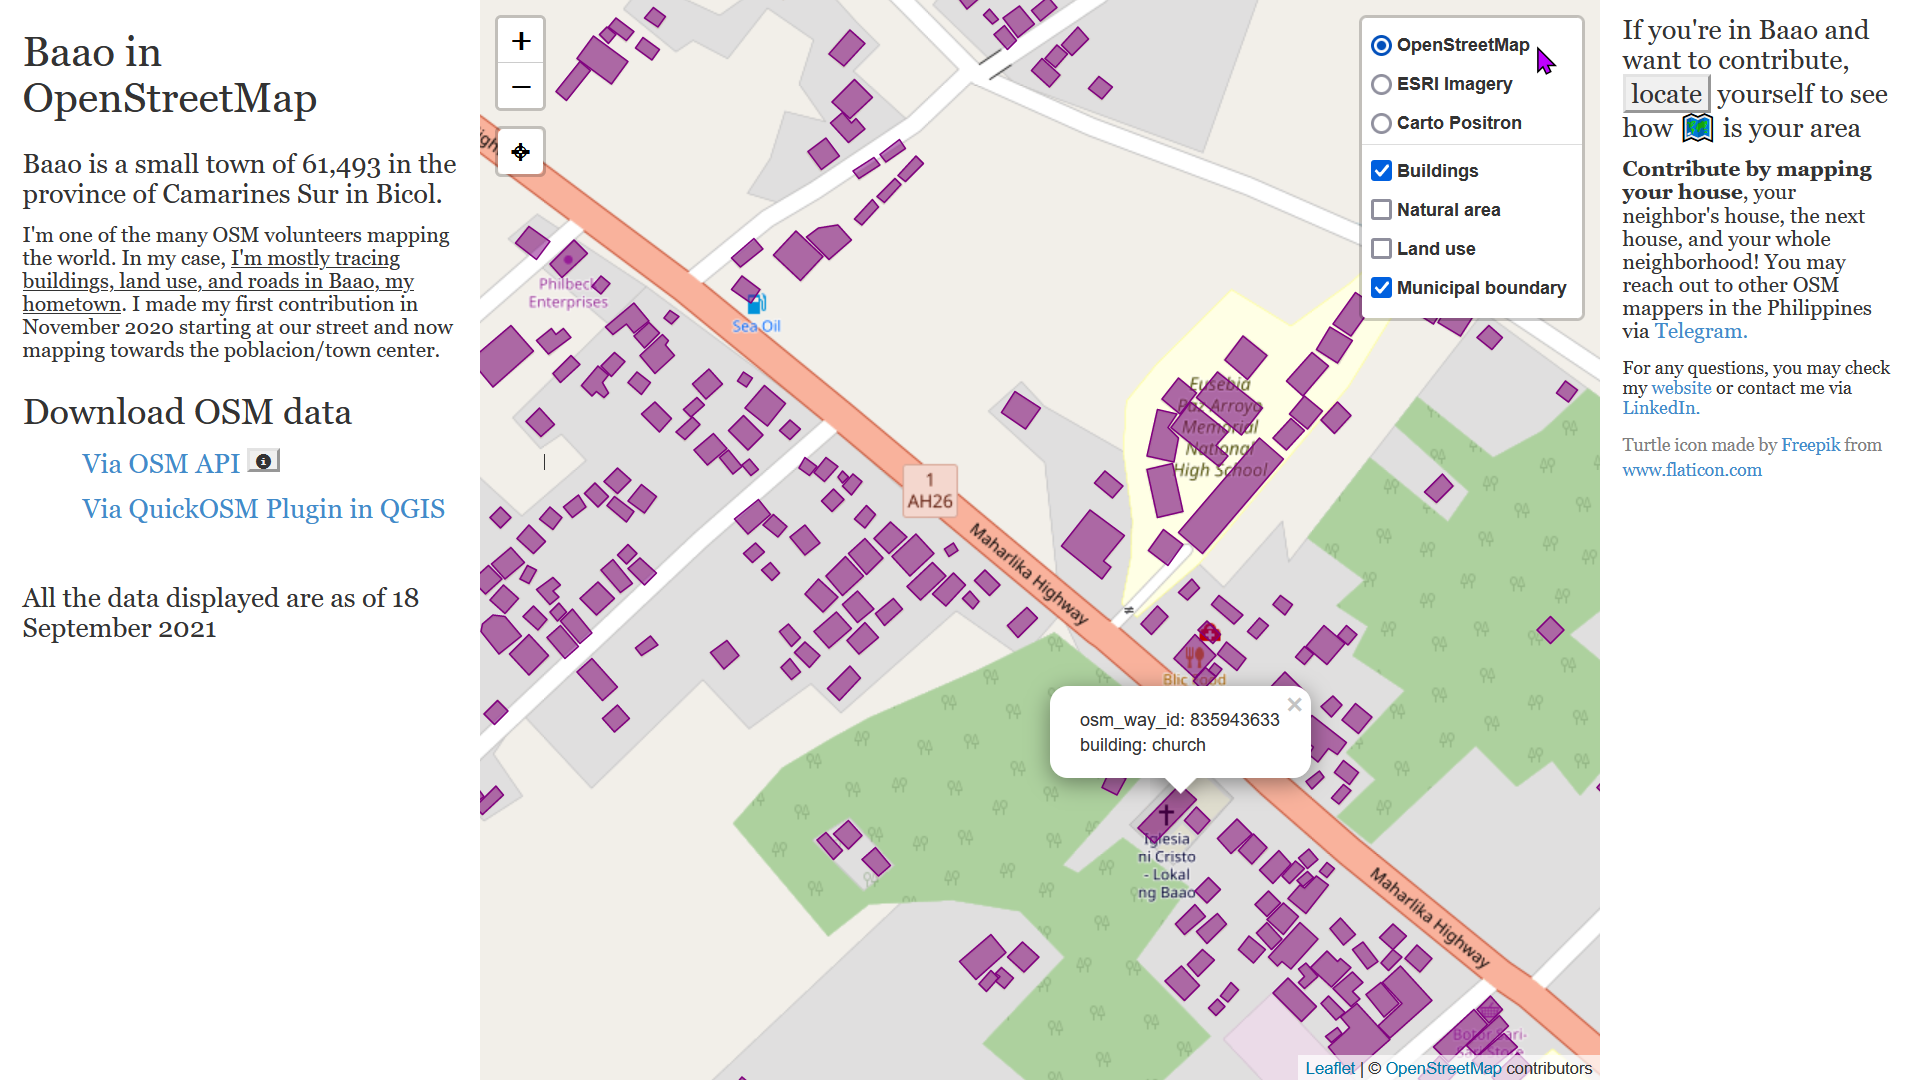 Baao in
OpenStreetMap
Baao is a small town of 61,493 in the
province of Camarines Sur in Bicol.
I'm one of the many OSM volunteers mapping
the world. In my case, I'm mostly tracing
buildings, land use, and roads in Baao, my
hometown. I made my first contribution in
November 2020 starting at our street and now
mapping towards the poblacion/town center.
Download OSM data
Via OSM API
Via QuickOSM Plugin in QGIS
All the data displayed are as of 18
September 2021
+
−
Philbeck
Enterprises
Sea Oil
1
AH26
Maharlika Highway
Eusebia
Paz Arroyo
Memorial
National
High School
Blic Food
osm_way_id: 835943633
building: church
×
Iglesia
ni Cristo
- Lokal
ng Baao
Maharlika Highway
Botor Sari-
Sari Store
OpenStreetMap
ESRI Imagery
Carto Positron
Buildings
Natural area
Land use
Municipal boundary
Leaflet | © OpenStreetMap contributors
If you're in Baao and
want to contribute,
locate yourself to see
how is your area
Contribute by mapping
your house, your
neighbor's house, the next
house, and your whole
neighborhood! You may
reach out to other OSM
mappers in the Philippines
via Telegram.
For any questions, you may check
my website or contact me via
LinkedIn.
Turtle icon made by Freepik from
www.flaticon.com